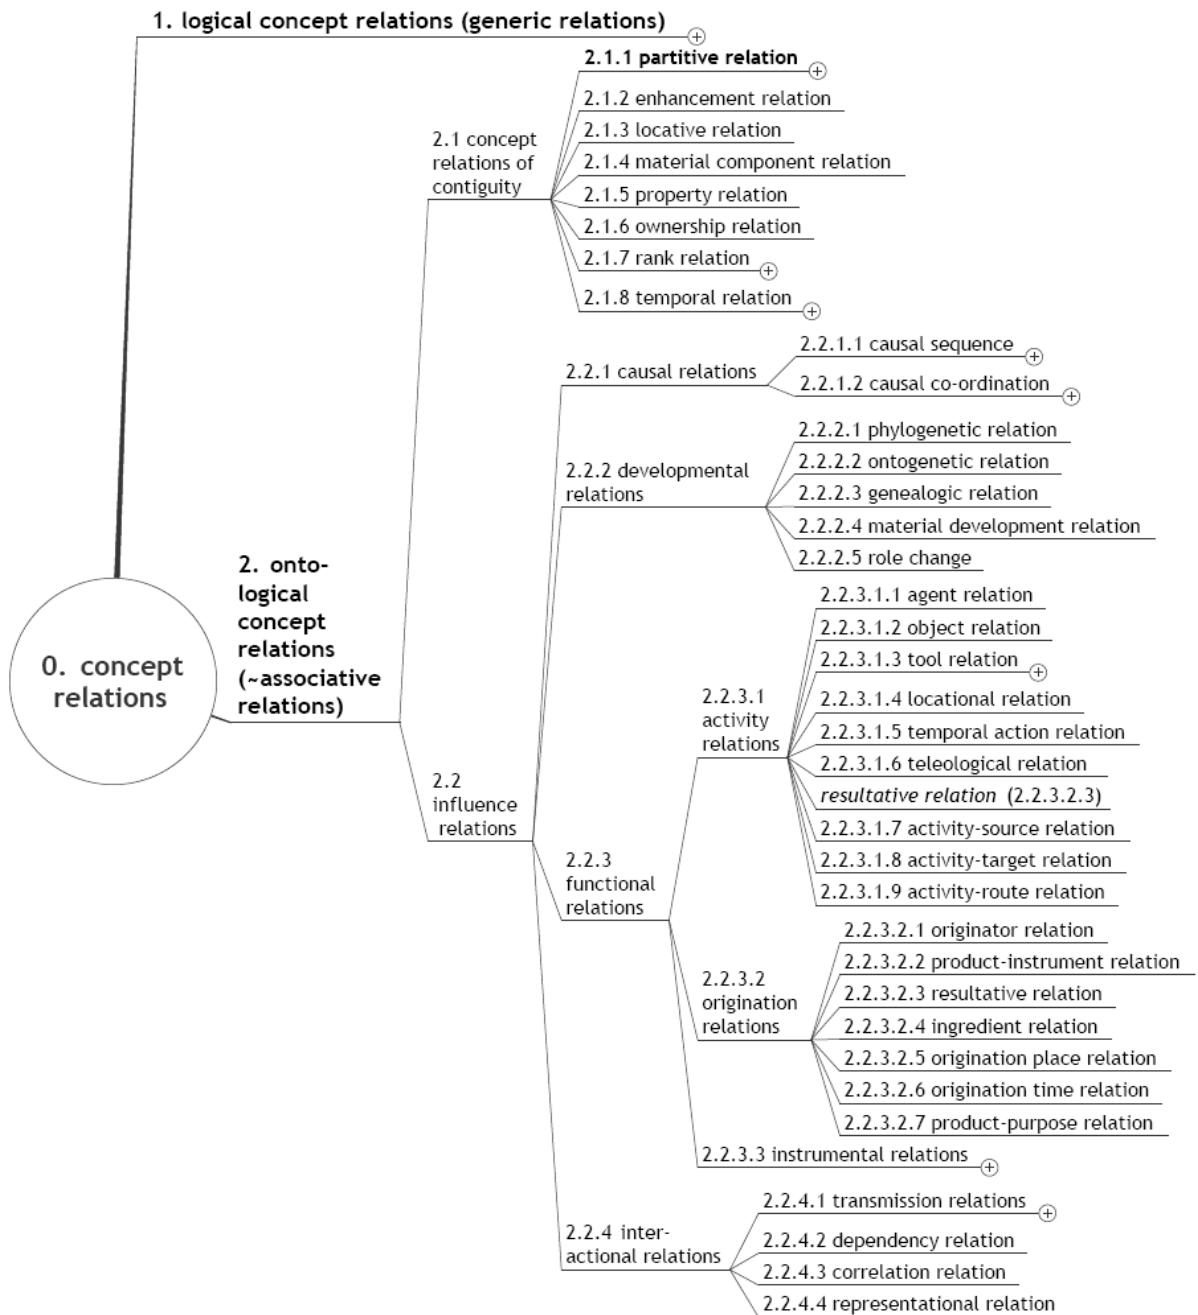 1. logical concept relations (generic relations)
2.1.1 partitive relation
2.1.2 enhancement relation
2.1 concept
relations of
contiguity
2.1.3 locative relation
2.1.4 material component relation
2.1.5 property relation
2.1.6 ownership relation
2.1.7 rank relation
2.1.8 temporal relation
2.2.1 causal relations
2.2.1.1 causal sequence
2.2.1.2 causal co-ordination
2.2.2 developmental
relations
2.2.2.1 phylogenetic relation
2.2.2.2 ontogenetic relation
2.2.2.3 genealogic relation
2.2.2.4 material development relation
2.2.2.5 role change
0. concept
relations
2. onto-
logical
concept
relations
(~associative
relations)
2.2
influence
relations
2.2.3
functional
relations
2.2.3.1
activity
relations
2.2.3.1.1 agent relation
2.2.3.1.2 object relation
2.2.3.1.3 tool relation
2.2.3.1.4 locational relation
2.2.3.1.5 temporal action relation
2.2.3.1.6 teleological relation
resultative relation (2.2.3.2.3)
2.2.3.1.7 activity-source relation
2.2.3.1.8 activity-target relation
2.2.3.1.9 activity-route relation
2.2.3.2
origination
relations
2.2.3.2.1 originator relation
2.2.3.2.2 product-instrument relation
2.2.3.2.3 resultative relation
2.2.3.2.4 ingredient relation
2.2.3.2.5 origination place relation
2.2.3.2.6 origination time relation
2.2.3.2.7 product-purpose relation
2.2.3.3 instrumental relations
2.2.4 inter-
actional relations
2.2.4.1 transmission relations
2.2.4.2 dependency relation
2.2.4.3 correlation relation
2.2.4.4 representational relation